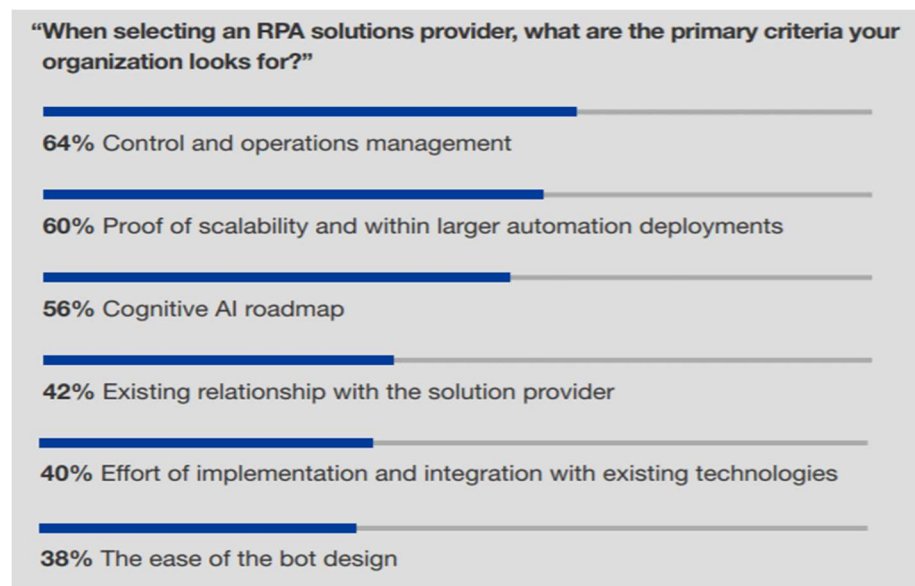 “When selecting an RPA solutions provider, what are the primary criteria your
organization looks for?”
64% Control and operations management
60% Proof of scalability and within larger automation deployments
56% Cognitive AI roadmap
42% Existing relationship with the solution provider
40% Effort of implementation and integration with existing technologies
38% The ease of the bot design